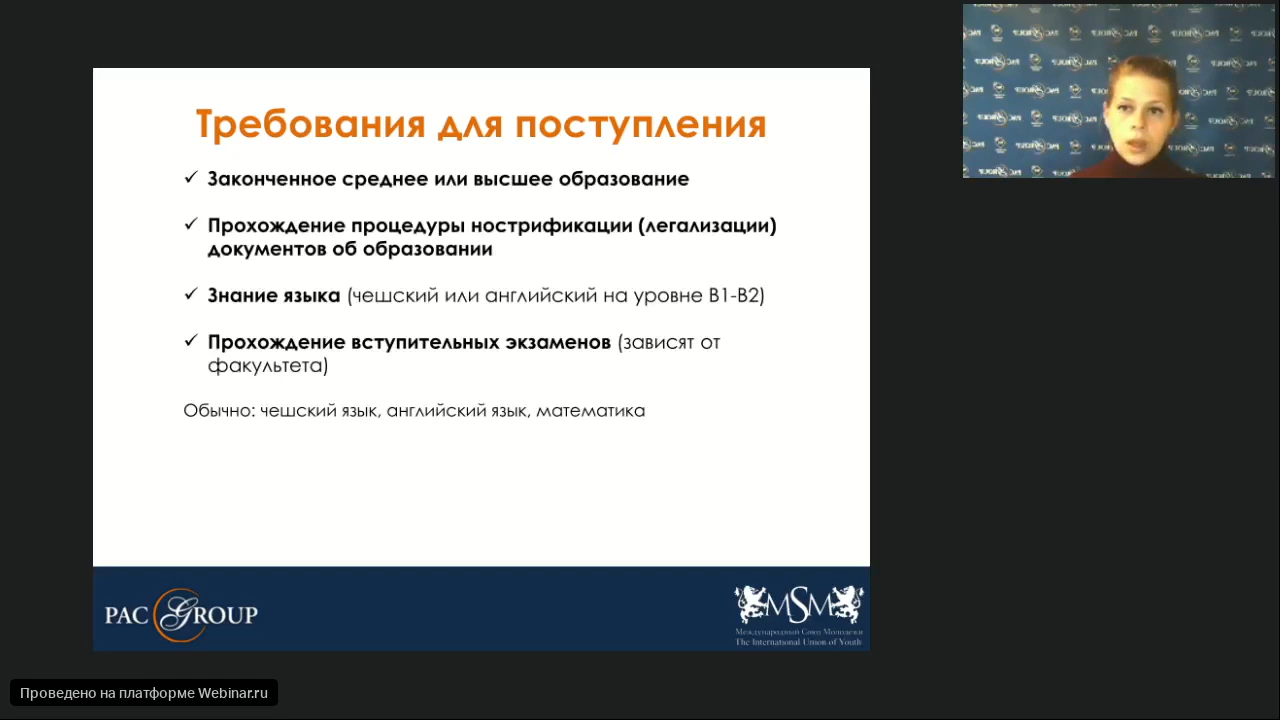 Требования для поступления
Законченное среднее или высшее образование
Прохождение процедуры нострификации (легализации)
документов об образовании
Знание языка (чешский или английский на уровне B1-B2)
Прохождение вступительных экзаменов (зависят от
факультета)
Обычно: чешский язык, английский язык, математика
PAC GROUP
MSM
Международный Союз Молодежи
The International Union of Youth
Проведено на платформе Webinar.ru